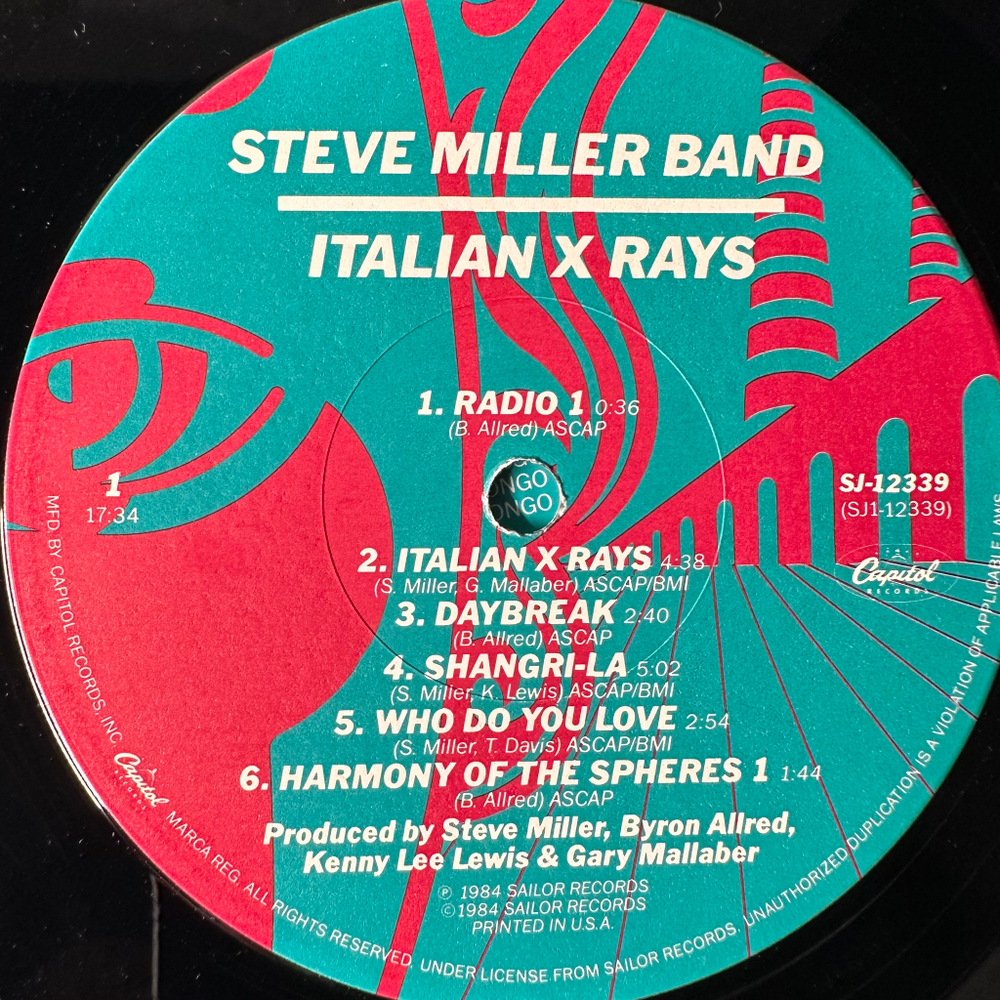 STEVE MILLER BAND
ITALIAN X RAYS
1. RADIO 1 0:36
(B. Allred) ASCAP
ONGO
ONGO
1
17:34
SJ-12339
(SJ1-12339)
Capitol
RECORDS
2. ITALIAN X RAYS 4:38
(S. Miller, G. Mallaber) ASCAP/BMI
3. DAYBREAK 2:40
(B. Allred) ASCAP
4. SHANGRI-LA 5:02
(S. Miller, K. Lewis) ASCAP/BMI
5. WHO DO YOU LOVE 2:54
(S. Miller, T. Davis) ASCAP/BMI
6. HARMONY OF THE SPHERES 1 1:44
(B. Allred) ASCAP
Produced by Steve Miller, Byron Allred,
Kenny Lee Lewis & Gary Mallaber
Ⓟ 1984 SAILOR RECORDS
© 1984 SAILOR RECORDS
PRINTED IN U.S.A.
MFD. BY CAPITOL RECORDS, INC. Capitol RECORDS MARCA REG. ALL RIGHTS RESERVED. UNDER LICENSE FROM SAILOR RECORDS. UNAUTHORIZED DUPLICATION IS A VIOLATION OF APPLICABLE LAWS